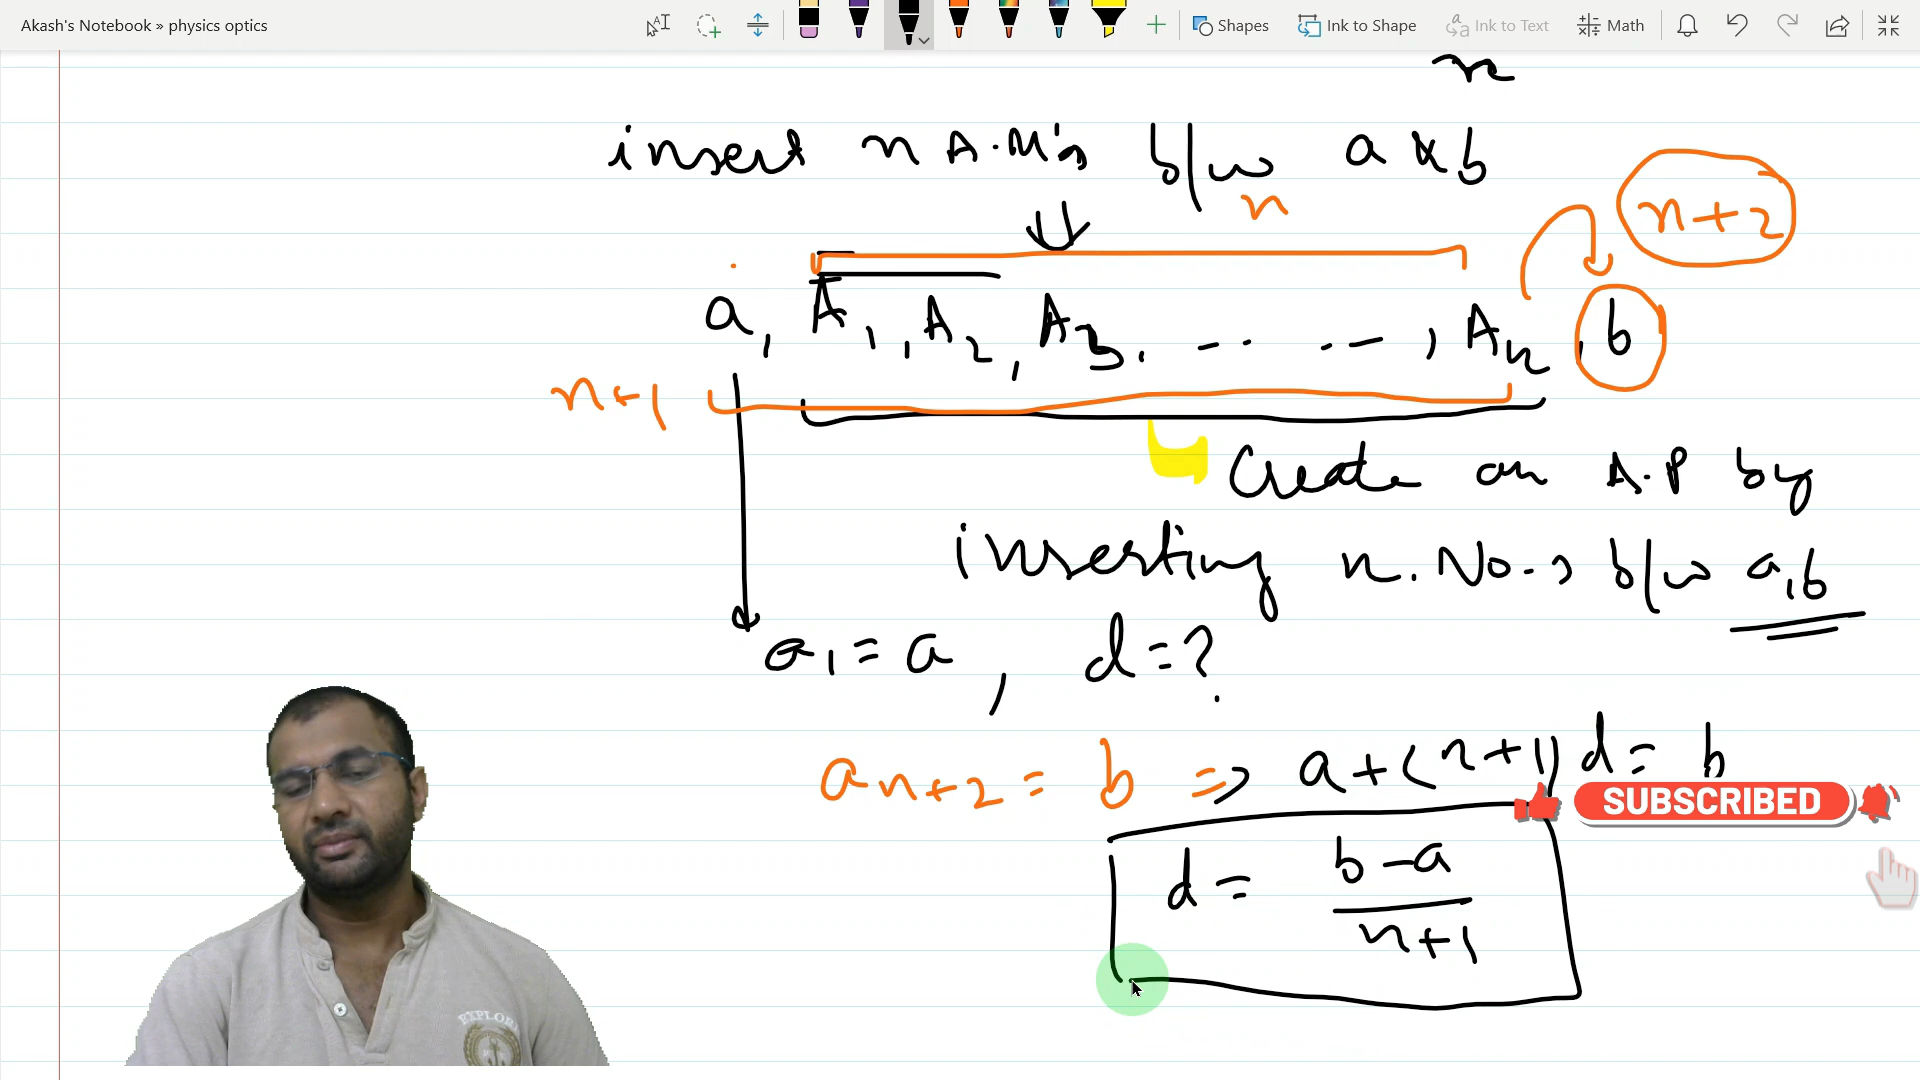 Akash's Notebook » physics optics
Shapes Ink to Shape Ink to Text Math
n
insert n A.M's b/w a & b
n
n+2
a, A1, A2, A3, - - - - -, An, b
n+1
Create an A.P by
inserting n. No.s b/w a,b
a1 = a, d = ?
an+2 = b => a+(n+1)d = b
SUBSCRIBED
d = b-a
n+1
EXPLOR